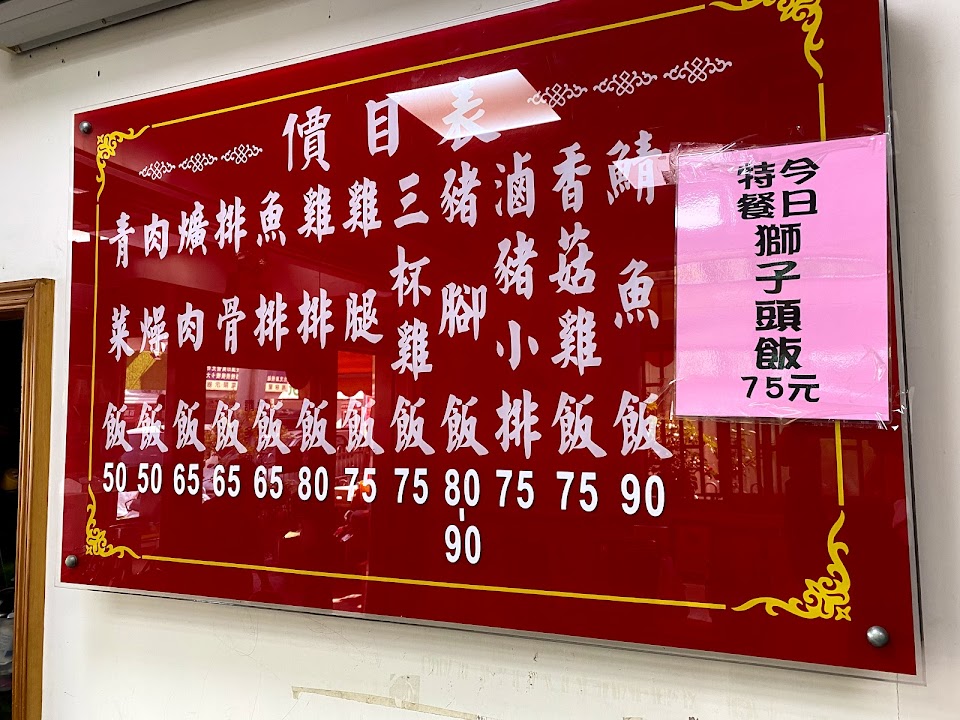 價目表
鯖魚飯 90
香菇雞飯 75
滷豬小排 75
豬腳飯 80-90
三杯雞飯 75
雞腿飯 75
雞排飯 80
魚排飯 65
排骨飯 65
爌肉飯 65
肉燥飯 50
青菜飯 50
今日
特餐
獅子頭飯
75元